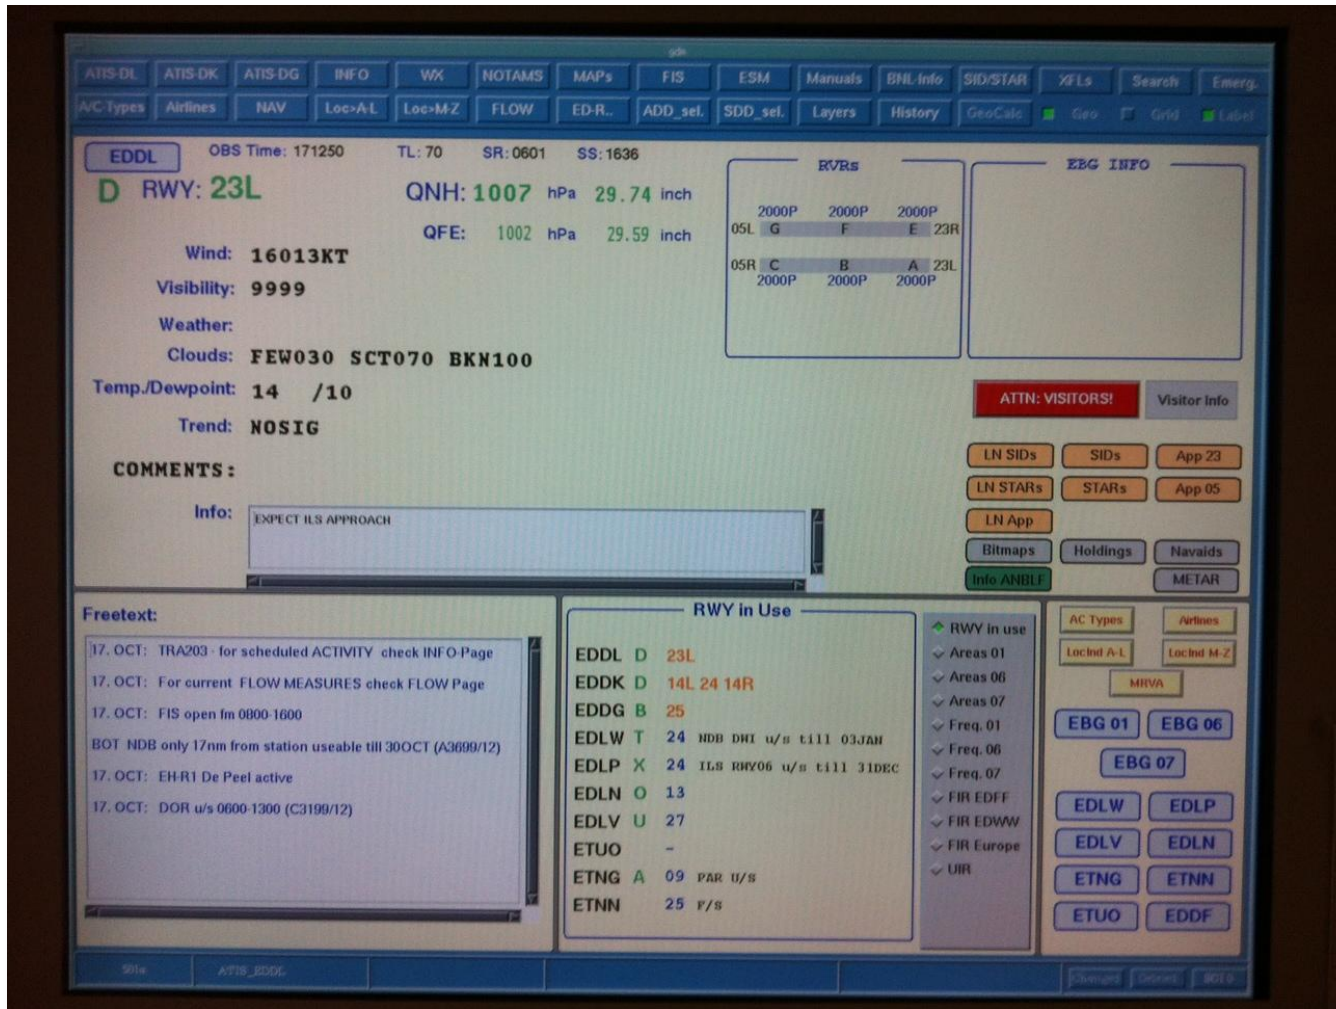 gde
ATIS-DL ATIS-DK ATIS-DG INFO WX NOTAMS MAPs FIS ESM Manuals BNL-Info SID/STAR XFLs Search Emerg.
A/C Types Airlines NAV Loc>A-L Loc>M-Z FLOW ED-R.. ADD_sel. SDD_sel. Layers History GeoCalc Geo Grid Label
EDDL OBS Time: 171250 TL: 70 SR: 0601 SS: 1636
D RWY: 23L QNH: 1007 hPa 29.74 inch
QFE: 1002 hPa 29.59 inch
Wind: 16013KT
Visibility: 9999
Weather:
Clouds: FEW030 SCT070 BKN100
Temp./Dewpoint: 14 /10
Trend: NOSIG
COMMENTS:
Info: EXPECT ILS APPROACH
RVRs
2000P 2000P 2000P
05L G F E 23R
05R C B A 23L
2000P 2000P 2000P
EBG INFO
ATTN: VISITORS! Visitor Info
LN SIDs SIDs App 23
LN STARs STARs App 05
LN App
Bitmaps Holdings Navaids
Info ANBLF METAR
Freetext:
17. OCT: TRA203 - for scheduled ACTIVITY check INFO-Page
17. OCT: For current FLOW MEASURES check FLOW Page
17. OCT: FIS open fm 0800-1600
BOT NDB only 17nm from station useable till 30OCT (A3699/12)
17. OCT: EH-R1 De Peel active
17. OCT: DOR u/s 0600-1300 (C3199/12)
RWY in Use
EDDL D 23L
EDDK D 14L 24 14R
EDDG B 25
EDLW T 24 NDB DWI u/s till 03JAN
EDLP X 24 ILS RWY06 u/s till 31DEC
EDLN O 13
EDLV U 27
ETUO -
ETNG A 09 PAR U/S
ETNN 25 F/S
RWY in use
Areas 01
Areas 06
Areas 07
Freq. 01
Freq. 06
Freq. 07
FIR EDFF
FIR EDWW
FIR Europe
UIR
AC Types Airlines
LocInd A-L LocInd M-Z
MRVA
EBG 01 EBG 06
EBG 07
EDLW EDLP
EDLV EDLN
ETNG ETNN
ETUO EDDF
ATIS_EDDL
Changes